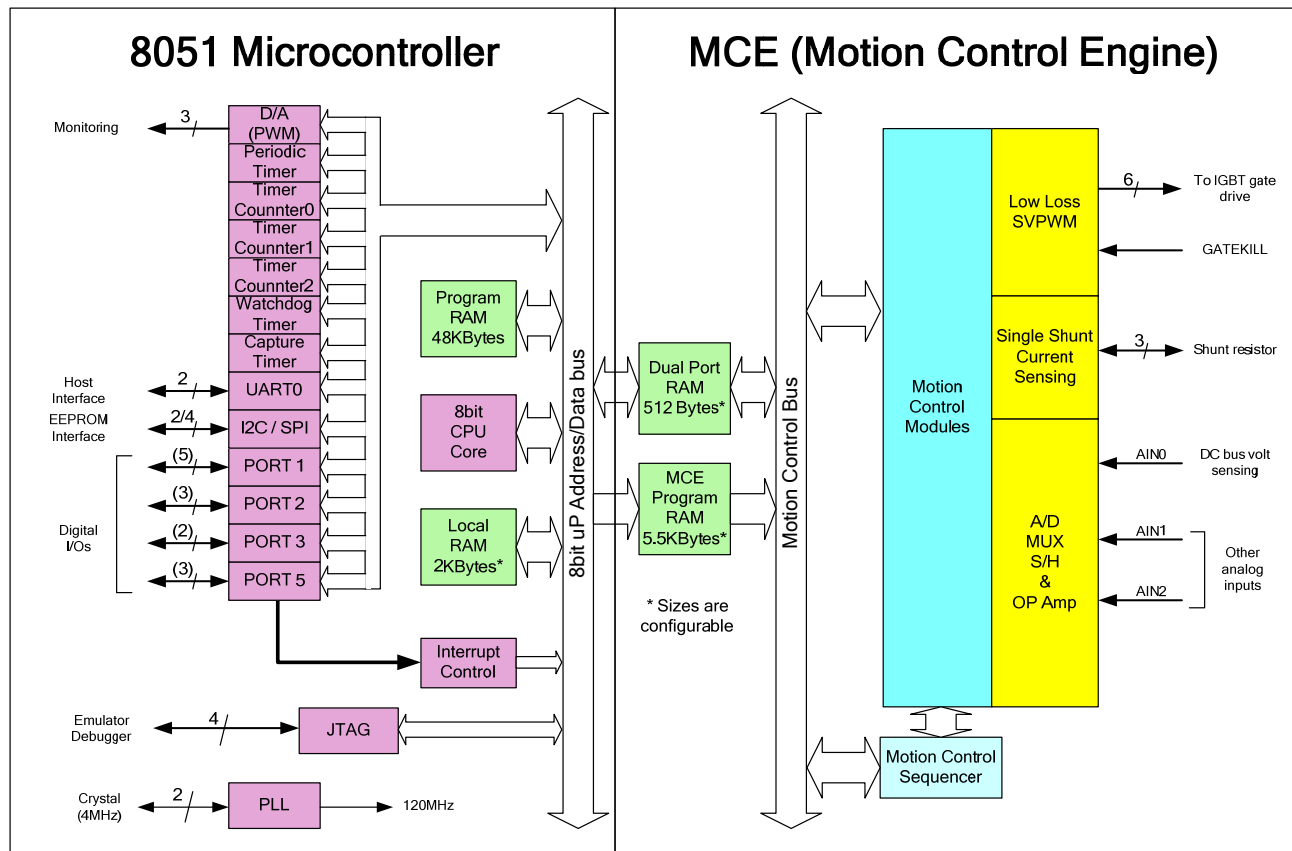 8051 Microcontroller
MCE (Motion Control Engine)
Monitoring
3
D/A
(PWM)
Periodic
Timer
Timer
Counnter0
Timer
Counnter1
Timer
Counnter2
Watchdog
Timer
Capture
Timer
Host
Interface
2
UART0
EEPROM
Interface
2/4
I2C / SPI
Digital
I/Os
(5)
PORT 1
(3)
PORT 2
(2)
PORT 3
(3)
PORT 5
Program
RAM
48KBytes
8bit
CPU
Core
Local
RAM
2KBytes*
Interrupt
Control
Emulator
Debugger
4
JTAG
Crystal
(4MHz)
2
PLL
120MHz
8bit uP Address/Data bus
Dual Port
RAM
512 Bytes*
MCE
Program
RAM
5.5KBytes*
* Sizes are
configurable
Motion Control Bus
Motion
Control
Modules
Low Loss
SVPWM
6
To IGBT gate
drive
GATEKILL
Single Shunt
Current
Sensing
3
Shunt resistor
A/D
MUX
S/H
&
OP Amp
AIN0
DC bus volt
sensing
AIN1
AIN2
Other
analog
inputs
Motion Control
Sequencer